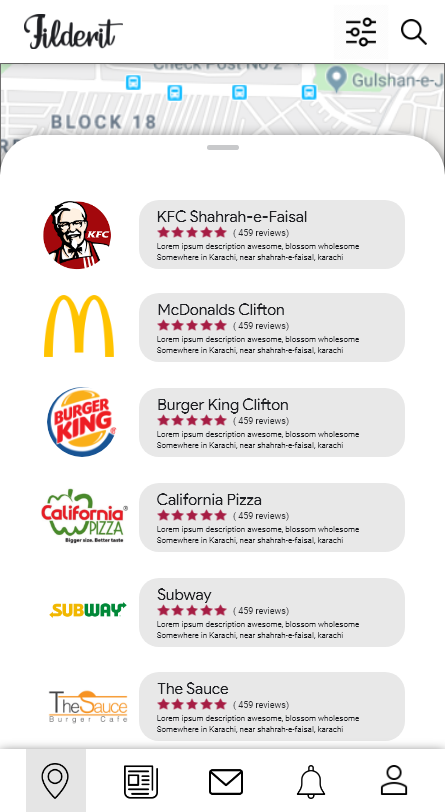 Filderit
Check Post No 2
Gulshan-e-J
BLOCK 18
KFC
KFC Shahrah-e-Faisal
( 459 reviews)
Lorem ipsum description awesome, blossom wholesome
Somewhere in Karachi, near shahrah-e-faisal, karachi
McDonalds Clifton
( 459 reviews)
Lorem ipsum description awesome, blossom wholesome
Somewhere in Karachi, near shahrah-e-faisal, karachi
BURGER
KING
Burger King Clifton
( 459 reviews)
Lorem ipsum description awesome, blossom wholesome
Somewhere in Karachi, near shahrah-e-faisal, karachi
California®
PIZZA
Bigger size. Better taste
California Pizza
( 459 reviews)
Lorem ipsum description awesome, blossom wholesome
Somewhere in Karachi, near shahrah-e-faisal, karachi
SUBWAY
Subway
( 459 reviews)
Lorem ipsum description awesome, blossom wholesome
Somewhere in Karachi, near shahrah-e-faisal, karachi
TheSauce
Burger Cafe
The Sauce
( 459 reviews)
Lorem ipsum description awesome, blossom wholesome
Somewhere in Karachi, near shahrah-e-faisal, karachi